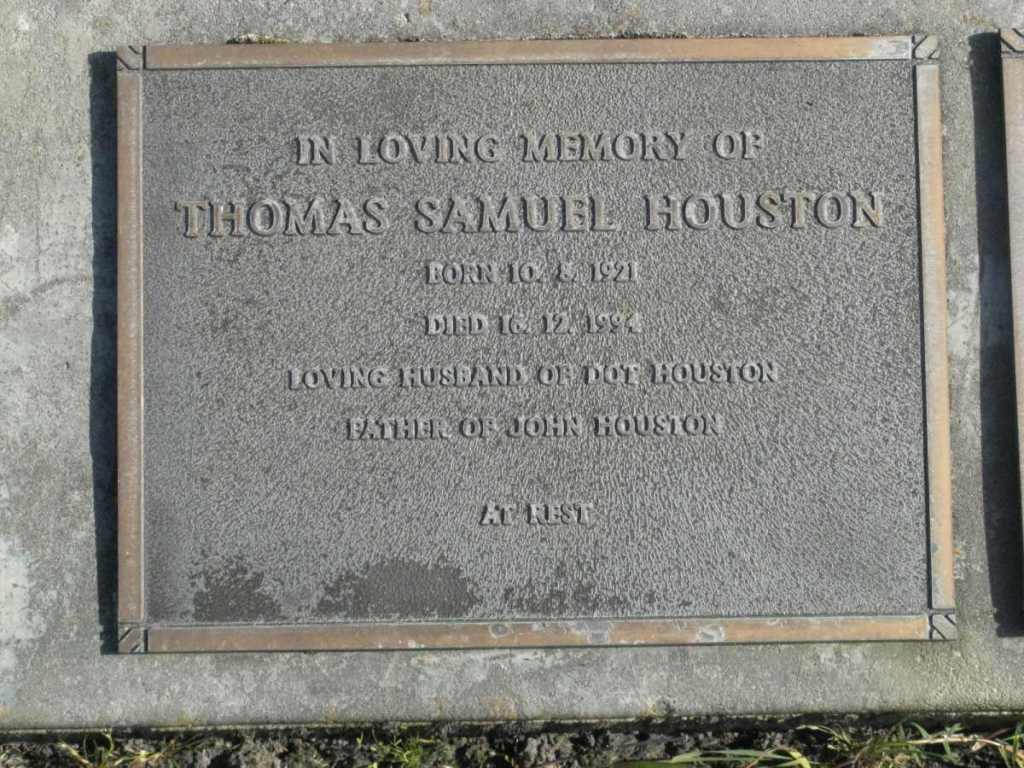 IN LOVING MEMORY OF
THOMAS SAMUEL HOUSTON
BORN 10. 8. 1921
DIED 16. 12. 1994
LOVING HUSBAND OF DOT HOUSTON
FATHER OF JOHN HOUSTON
AT REST